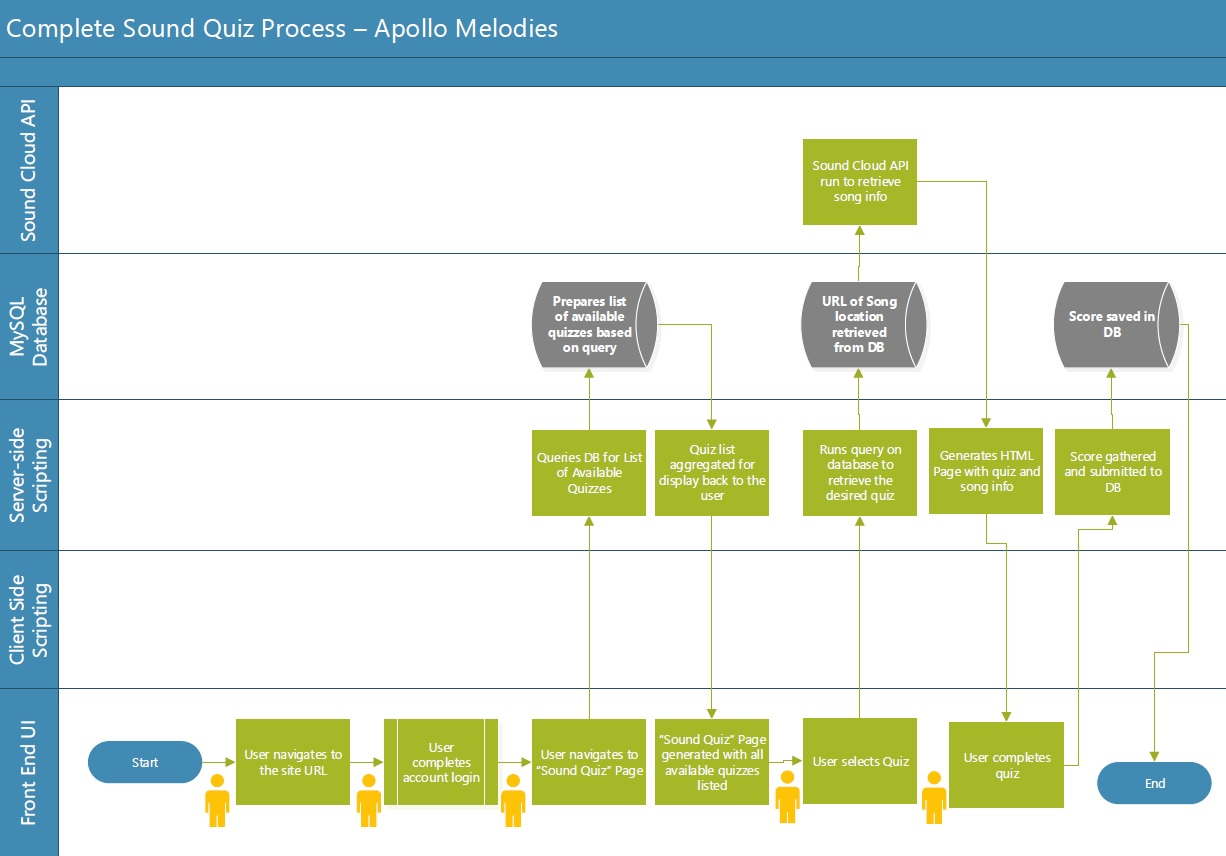 Complete Sound Quiz Process – Apollo Melodies
Sound Cloud API
Sound Cloud API
run to retrieve
song info
MySQL
Database
Prepares list
of available
quizzes based
on query
URL of Song
location
retrieved
from DB
Score saved in
DB
Server-side
Scripting
Queries DB for List
of Available
Quizzes
Quiz list
aggregated for
display back to the
user
Runs query on
database to
retrieve the
desired quiz
Generates HTML
Page with quiz and
song info
Score gathered
and submitted to
DB
Client Side
Scripting
Front End UI
Start
User navigates to
the site URL
User
completes
account login
User navigates to
“Sound Quiz” Page
“Sound Quiz” Page
generated with all
available quizzes
listed
User selects Quiz
User completes
quiz
End